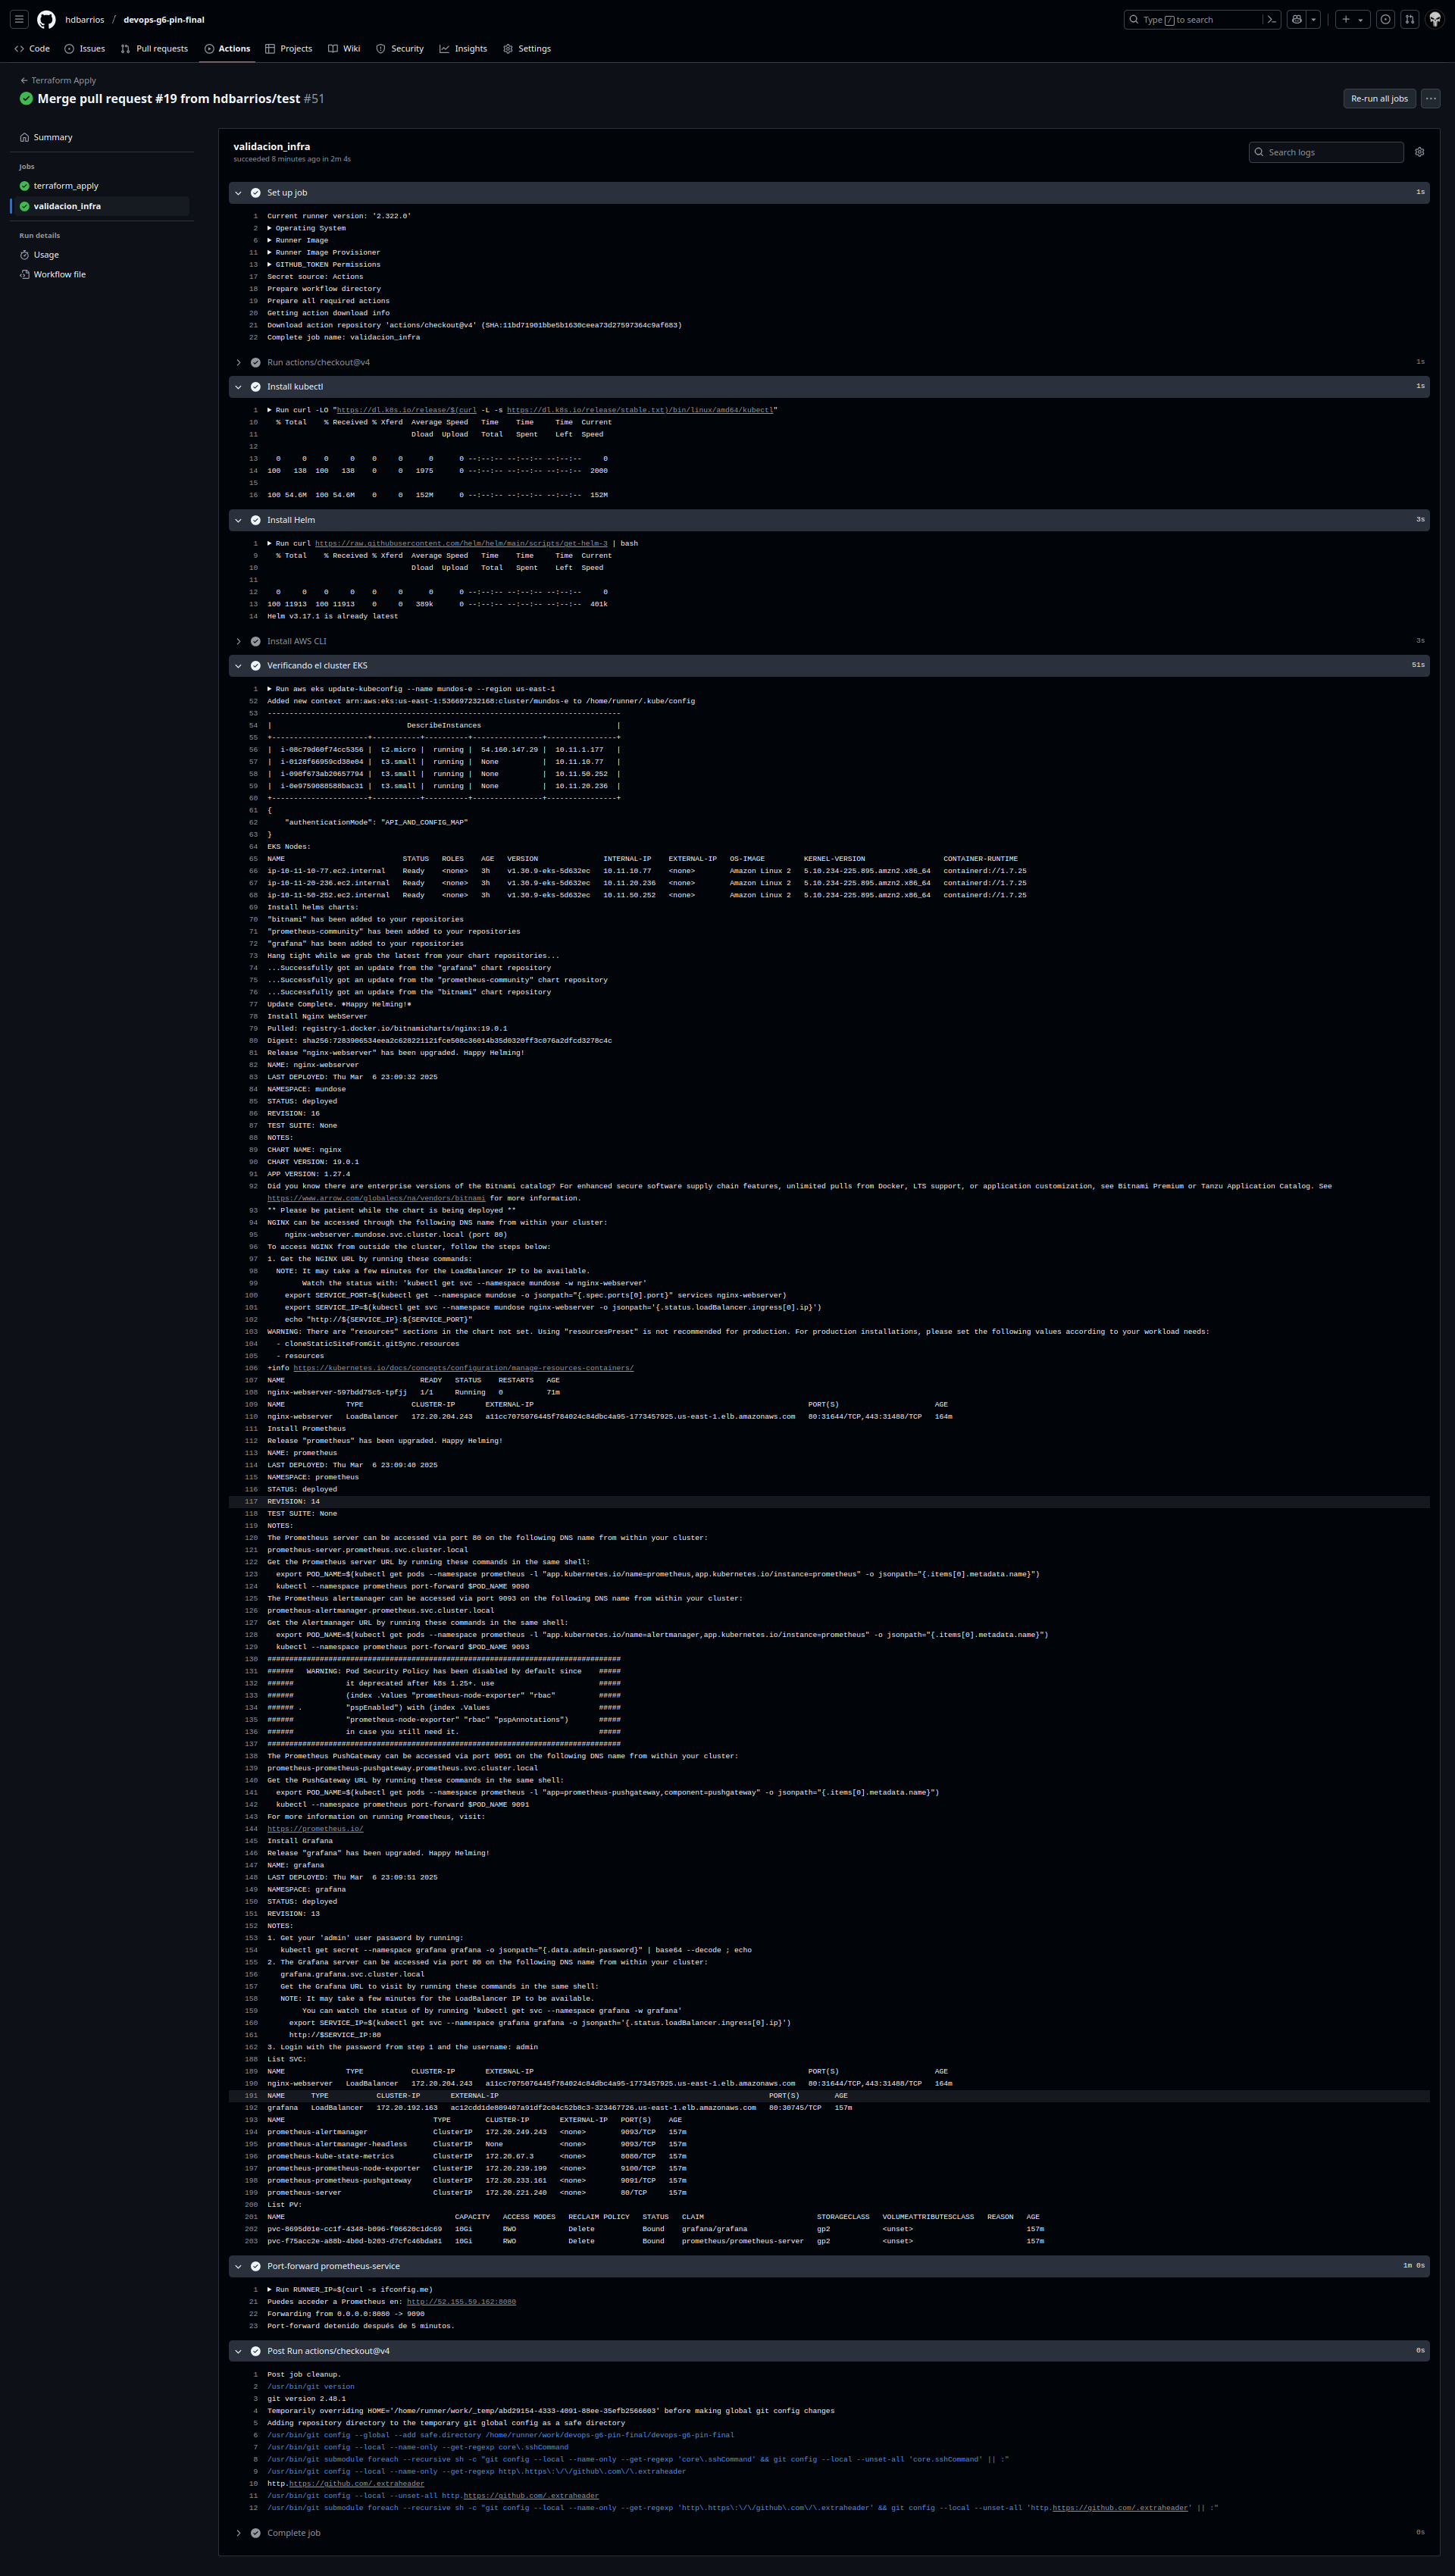 hdbarrios / devops-g6-pin-final
Type / to search
Code Issues Pull requests Actions Projects Wiki Security Insights Settings
← Terraform Apply
Merge pull request #19 from hdbarrios/test #51
Re-run all jobs
Summary
Jobs
terraform_apply
validacion_infra
Run details
Usage
Workflow file
validacion_infra
succeeded 8 minutes ago in 2m 4s
Search logs
Set up job 1s
1 Current runner version: '2.322.0'
2 ▶ Operating System
6 ▶ Runner Image
11 ▶ Runner Image Provisioner
13 ▶ GITHUB_TOKEN Permissions
17 Secret source: Actions
18 Prepare workflow directory
19 Prepare all required actions
20 Getting action download info
21 Download action repository 'actions/checkout@v4' (SHA:11bd71901bbe5b1630ceea73d27597364c9af683)
22 Complete job name: validacion_infra
Run actions/checkout@v4 1s
Install kubectl 1s
1 ▶ Run curl -LO "https://dl.k8s.io/release/$(curl -L -s https://dl.k8s.io/release/stable.txt)/bin/linux/amd64/kubectl"
10 % Total % Received % Xferd Average Speed Time Time Time Current
11 Dload Upload Total Spent Left Speed
12
13 0 0 0 0 0 0 0 0 --:--:-- --:--:-- --:--:-- 0
14 100 138 100 138 0 0 1975 0 --:--:-- --:--:-- --:--:-- 2000
15
16 100 54.6M 100 54.6M 0 0 152M 0 --:--:-- --:--:-- --:--:-- 152M
Install Helm 3s
1 ▶ Run curl https://raw.githubusercontent.com/helm/helm/main/scripts/get-helm-3 | bash
9 % Total % Received % Xferd Average Speed Time Time Time Current
10 Dload Upload Total Spent Left Speed
11
12 0 0 0 0 0 0 0 0 --:--:-- --:--:-- --:--:-- 0
13 100 11913 100 11913 0 0 389k 0 --:--:-- --:--:-- --:--:-- 401k
14 Helm v3.17.1 is already latest
Install AWS CLI 3s
Verificando el cluster EKS 51s
1 ▶ Run aws eks update-kubeconfig --name mundos-e --region us-east-1
52 Added new context arn:aws:eks:us-east-1:536697232168:cluster/mundos-e to /home/runner/.kube/config
53 --------------------------------------------------------------------------------
54 | DescribeInstances |
55 +----------------------+-----------+----------+----------------+---------------+
56 | i-08c79d60f74cc5356 | t2.micro | running | 54.160.147.29 | 10.11.1.177 |
57 | i-0128f66959cd38e04 | t3.small | running | None | 10.11.10.77 |
58 | i-090f673ab20657794 | t3.small | running | None | 10.11.50.252 |
59 | i-0e9759088588bac31 | t3.small | running | None | 10.11.20.236 |
60 +----------------------+-----------+----------+----------------+---------------+
61 {
62 "authenticationMode": "API_AND_CONFIG_MAP"
63 }
64 EKS Nodes:
65 NAME STATUS ROLES AGE VERSION INTERNAL-IP EXTERNAL-IP OS-IMAGE KERNEL-VERSION CONTAINER-RUNTIME
66 ip-10-11-10-77.ec2.internal Ready <none> 3h v1.30.9-eks-5d632ec 10.11.10.77 <none> Amazon Linux 2 5.10.234-225.895.amzn2.x86_64 containerd://1.7.25
67 ip-10-11-20-236.ec2.internal Ready <none> 3h v1.30.9-eks-5d632ec 10.11.20.236 <none> Amazon Linux 2 5.10.234-225.895.amzn2.x86_64 containerd://1.7.25
68 ip-10-11-50-252.ec2.internal Ready <none> 3h v1.30.9-eks-5d632ec 10.11.50.252 <none> Amazon Linux 2 5.10.234-225.895.amzn2.x86_64 containerd://1.7.25
69 Install helms charts:
70 "bitnami" has been added to your repositories
71 "prometheus-community" has been added to your repositories
72 "grafana" has been added to your repositories
73 Hang tight while we grab the latest from your chart repositories...
74 ...Successfully got an update from the "grafana" chart repository
75 ...Successfully got an update from the "prometheus-community" chart repository
76 ...Successfully got an update from the "bitnami" chart repository
77 Update Complete. ⎈Happy Helming!⎈
78 Install Nginx WebServer
79 Pulled: registry-1.docker.io/bitnamicharts/nginx:19.0.1
80 Digest: sha256:7283906534eea2c628221121fce508c36014b35d0320ff3c076a2dfcd3278c4c
81 Release "nginx-webserver" has been upgraded. Happy Helming!
82 NAME: nginx-webserver
83 LAST DEPLOYED: Thu Mar 6 23:09:32 2025
84 NAMESPACE: mundose
85 STATUS: deployed
86 REVISION: 16
87 TEST SUITE: None
88 NOTES:
89 CHART NAME: nginx
90 CHART VERSION: 19.0.1
91 APP VERSION: 1.27.4
92 Did you know there are enterprise versions of the Bitnami catalog? For enhanced secure software supply chain features, unlimited pulls from Docker, LTS support, or application customization, see Bitnami Premium or Tanzu Application Catalog. See
https://www.arrow.com/globalecs/na/vendors/bitnami for more information.
93 ** Please be patient while the chart is being deployed **
94 NGINX can be accessed through the following DNS name from within your cluster:
95 nginx-webserver.mundose.svc.cluster.local (port 80)
96 To access NGINX from outside the cluster, follow the steps below:
97 1. Get the NGINX URL by running these commands:
98 NOTE: It may take a few minutes for the LoadBalancer IP to be available.
99 Watch the status with: 'kubectl get svc --namespace mundose -w nginx-webserver'
100 export SERVICE_PORT=$(kubectl get --namespace mundose -o jsonpath="{.spec.ports[0].port}" services nginx-webserver)
101 export SERVICE_IP=$(kubectl get svc --namespace mundose nginx-webserver -o jsonpath='{.status.loadBalancer.ingress[0].ip}')
102 echo "http://${SERVICE_IP}:${SERVICE_PORT}"
103 WARNING: There are "resources" sections in the chart not set. Using "resourcesPreset" is not recommended for production. For production installations, please set the following values according to your workload needs:
104 - cloneStaticSiteFromGit.gitSync.resources
105 - resources
106 +info https://kubernetes.io/docs/concepts/configuration/manage-resources-containers/
107 NAME READY STATUS RESTARTS AGE
108 nginx-webserver-597bdd75c5-tpfjj 1/1 Running 0 71m
109 NAME TYPE CLUSTER-IP EXTERNAL-IP PORT(S) AGE
110 nginx-webserver LoadBalancer 172.20.204.243 a11cc7075076445f784024c84dbc4a95-1773457925.us-east-1.elb.amazonaws.com 80:31644/TCP,443:31488/TCP 164m
111 Install Prometheus
112 Release "prometheus" has been upgraded. Happy Helming!
113 NAME: prometheus
114 LAST DEPLOYED: Thu Mar 6 23:09:40 2025
115 NAMESPACE: prometheus
116 STATUS: deployed
117 REVISION: 14
118 TEST SUITE: None
119 NOTES:
120 The Prometheus server can be accessed via port 80 on the following DNS name from within your cluster:
121 prometheus-server.prometheus.svc.cluster.local
122 Get the Prometheus server URL by running these commands in the same shell:
123 export POD_NAME=$(kubectl get pods --namespace prometheus -l "app.kubernetes.io/name=prometheus,app.kubernetes.io/instance=prometheus" -o jsonpath="{.items[0].metadata.name}")
124 kubectl --namespace prometheus port-forward $POD_NAME 9090
125 The Prometheus alertmanager can be accessed via port 9093 on the following DNS name from within your cluster:
126 prometheus-alertmanager.prometheus.svc.cluster.local
127 Get the Alertmanager URL by running these commands in the same shell:
128 export POD_NAME=$(kubectl get pods --namespace prometheus -l "app.kubernetes.io/name=alertmanager,app.kubernetes.io/instance=prometheus" -o jsonpath="{.items[0].metadata.name}")
129 kubectl --namespace prometheus port-forward $POD_NAME 9093
130 #################################################################################
131 ###### WARNING: Pod Security Policy has been disabled by default since #####
132 ###### it deprecated after k8s 1.25+. use #####
133 ###### (index .Values "prometheus-node-exporter" "rbac" #####
134 ###### . "pspEnabled") with (index .Values #####
135 ###### "prometheus-node-exporter" "rbac" "pspAnnotations") #####
136 ###### in case you still need it. #####
137 #################################################################################
138 The Prometheus PushGateway can be accessed via port 9091 on the following DNS name from within your cluster:
139 prometheus-prometheus-pushgateway.prometheus.svc.cluster.local
140 Get the PushGateway URL by running these commands in the same shell:
141 export POD_NAME=$(kubectl get pods --namespace prometheus -l "app=prometheus-pushgateway,component=pushgateway" -o jsonpath="{.items[0].metadata.name}")
142 kubectl --namespace prometheus port-forward $POD_NAME 9091
143 For more information on running Prometheus, visit:
144 https://prometheus.io/
145 Install Grafana
146 Release "grafana" has been upgraded. Happy Helming!
147 NAME: grafana
148 LAST DEPLOYED: Thu Mar 6 23:09:51 2025
149 NAMESPACE: grafana
150 STATUS: deployed
151 REVISION: 13
152 NOTES:
153 1. Get your 'admin' user password by running:
154 kubectl get secret --namespace grafana grafana -o jsonpath="{.data.admin-password}" | base64 --decode ; echo
155 2. The Grafana server can be accessed via port 80 on the following DNS name from within your cluster:
156 grafana.grafana.svc.cluster.local
157 Get the Grafana URL to visit by running these commands in the same shell:
158 NOTE: It may take a few minutes for the LoadBalancer IP to be available.
159 You can watch the status of by running 'kubectl get svc --namespace grafana -w grafana'
160 export SERVICE_IP=$(kubectl get svc --namespace grafana grafana -o jsonpath='{.status.loadBalancer.ingress[0].ip}')
161 http://$SERVICE_IP:80
162 3. Login with the password from step 1 and the username: admin
188 List SVC:
189 NAME TYPE CLUSTER-IP EXTERNAL-IP PORT(S) AGE
190 nginx-webserver LoadBalancer 172.20.204.243 a11cc7075076445f784024c84dbc4a95-1773457925.us-east-1.elb.amazonaws.com 80:31644/TCP,443:31488/TCP 164m
191 NAME TYPE CLUSTER-IP EXTERNAL-IP PORT(S) AGE
192 grafana LoadBalancer 172.20.192.163 ac12cdd1de809407a91df2c04c52b8c3-323467726.us-east-1.elb.amazonaws.com 80:30745/TCP 157m
193 NAME TYPE CLUSTER-IP EXTERNAL-IP PORT(S) AGE
194 prometheus-alertmanager ClusterIP 172.20.249.243 <none> 9093/TCP 157m
195 prometheus-alertmanager-headless ClusterIP None <none> 9093/TCP 157m
196 prometheus-kube-state-metrics ClusterIP 172.20.67.3 <none> 8080/TCP 157m
197 prometheus-prometheus-node-exporter ClusterIP 172.20.239.199 <none> 9100/TCP 157m
198 prometheus-prometheus-pushgateway ClusterIP 172.20.233.161 <none> 9091/TCP 157m
199 prometheus-server ClusterIP 172.20.221.240 <none> 80/TCP 157m
200 List PV:
201 NAME CAPACITY ACCESS MODES RECLAIM POLICY STATUS CLAIM STORAGECLASS VOLUMEATTRIBUTESCLASS REASON AGE
202 pvc-8695d01e-cc1f-4348-b096-f06620c1dc69 10Gi RWO Delete Bound grafana/grafana gp2 <unset> 157m
203 pvc-f75acc2e-a88b-4b0d-b203-d7cfc46bda81 10Gi RWO Delete Bound prometheus/prometheus-server gp2 <unset> 157m
Port-forward prometheus-service 1m 0s
1 ▶ Run RUNNER_IP=$(curl -s ifconfig.me)
21 Puedes acceder a Prometheus en: http://52.155.59.162:8080
22 Forwarding from 0.0.0.0:8080 -> 9090
23 Port-forward detenido después de 5 minutos.
Post Run actions/checkout@v4 0s
1 Post job cleanup.
2 /usr/bin/git version
3 git version 2.48.1
4 Temporarily overriding HOME='/home/runner/work/_temp/abd29154-4333-4091-88ee-35efb2566603' before making global git config changes
5 Adding repository directory to the temporary git global config as a safe directory
6 /usr/bin/git config --global --add safe.directory /home/runner/work/devops-g6-pin-final/devops-g6-pin-final
7 /usr/bin/git config --local --name-only --get-regexp core\.sshCommand
8 /usr/bin/git submodule foreach --recursive sh -c "git config --local --name-only --get-regexp 'core\.sshCommand' && git config --local --unset-all 'core.sshCommand' || :"
9 /usr/bin/git config --local --name-only --get-regexp http\.https\:\/\/github\.com\/\.extraheader
10 http.https://github.com/.extraheader
11 /usr/bin/git config --local --unset-all http.https://github.com/.extraheader
12 /usr/bin/git submodule foreach --recursive sh -c "git config --local --name-only --get-regexp 'http\.https\:\/\/github\.com\/\.extraheader' && git config --local --unset-all 'http.https://github.com/.extraheader' || :"
Complete job 0s